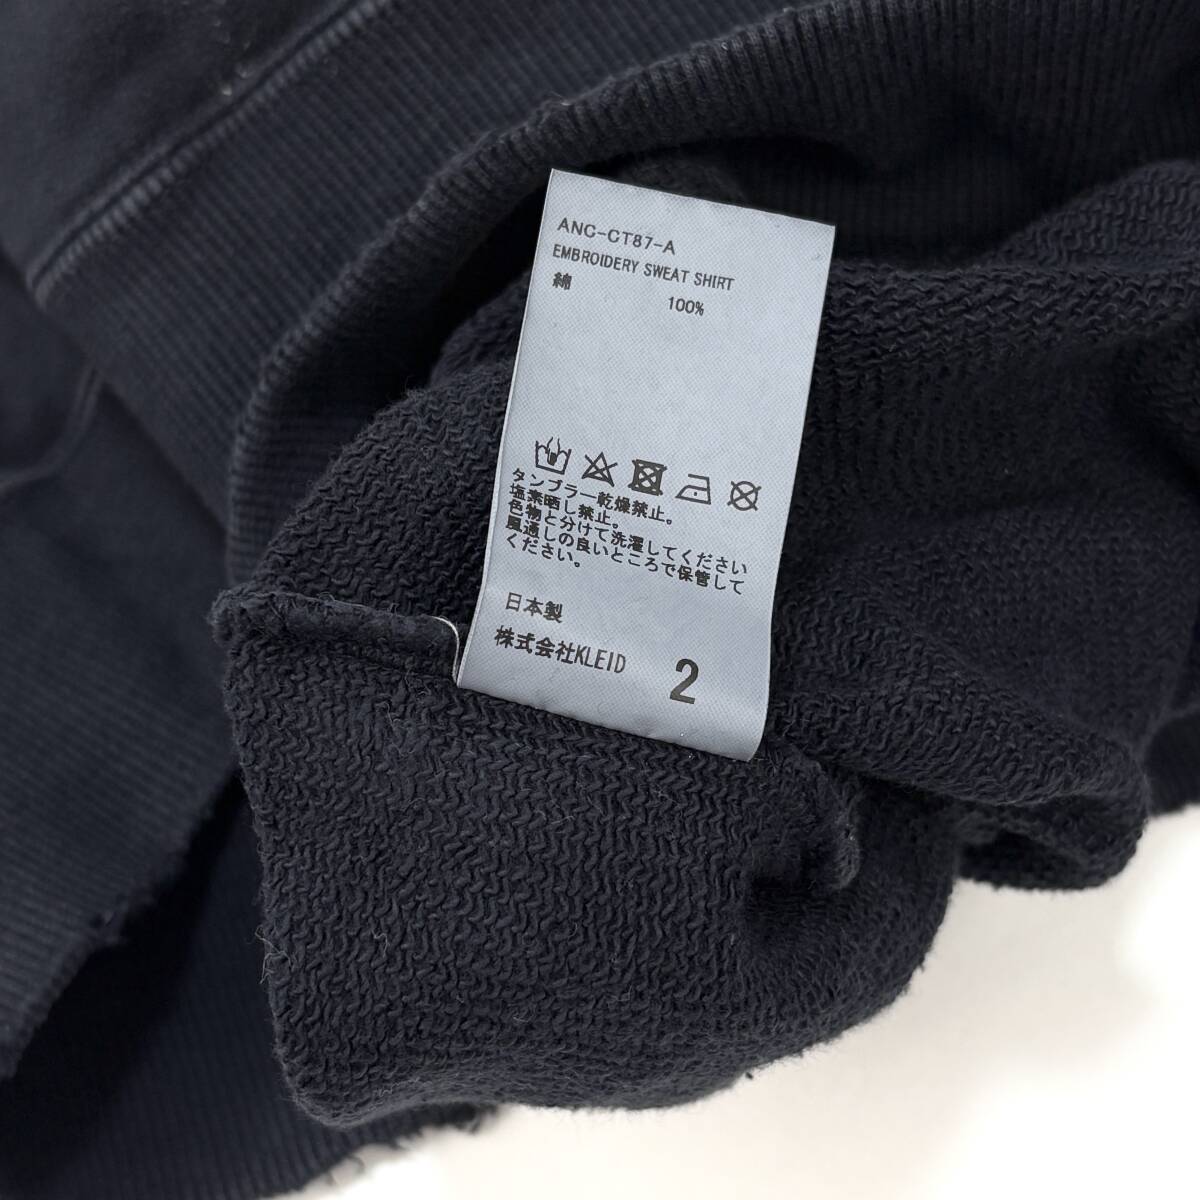 ANC-CT87-A
EMBROIDERY SWEAT SHIRT
綿 100%
タンブラー乾燥禁止。
塩素晒し禁止。
色物と分けて洗濯してください
風通しの良いところで保管して
ください。
日本製
株式会社KLEID
2